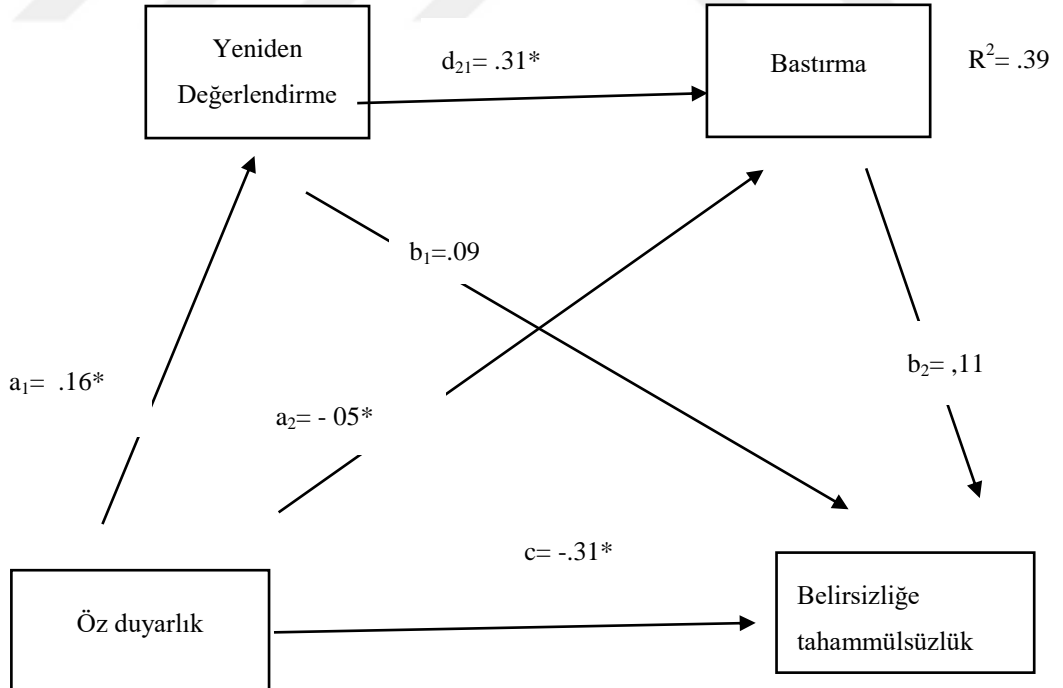 Yeniden
Değerlendirme
d21= .31*
Bastırma
R2= .39
b1=.09
a1= .16*
a2= - 05*
b2= ,11
c= -.31*
Öz duyarlık
Belirsizliğe
tahammülsüzlük